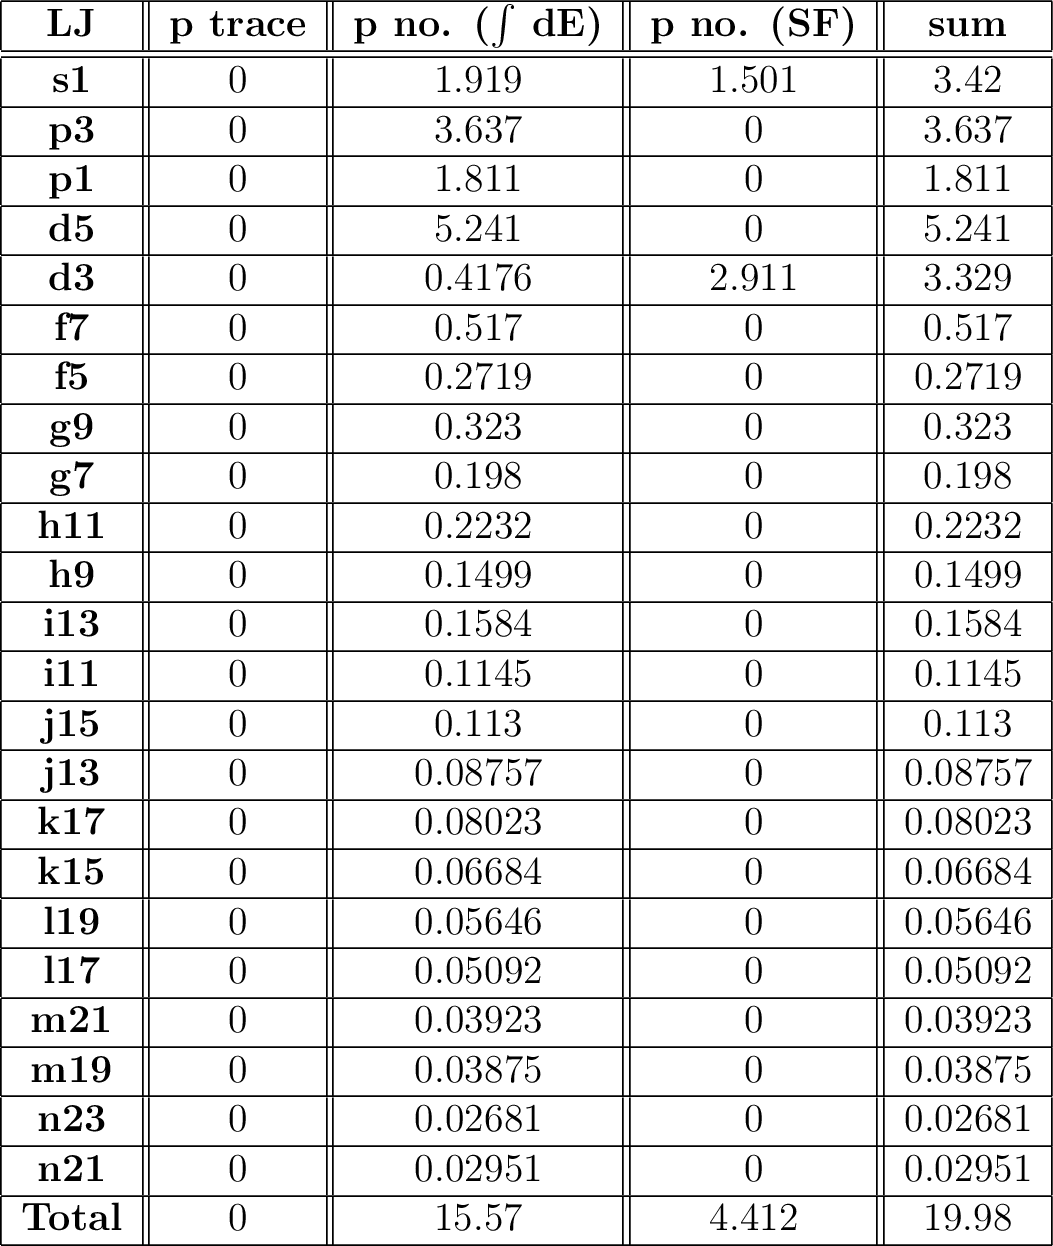 LJ p trace p no. (∫ dE) p no. (SF) sum
s1 0 1.919 1.501 3.42
p3 0 3.637 0 3.637
p1 0 1.811 0 1.811
d5 0 5.241 0 5.241
d3 0 0.4176 2.911 3.329
f7 0 0.517 0 0.517
f5 0 0.2719 0 0.2719
g9 0 0.323 0 0.323
g7 0 0.198 0 0.198
h11 0 0.2232 0 0.2232
h9 0 0.1499 0 0.1499
i13 0 0.1584 0 0.1584
i11 0 0.1145 0 0.1145
j15 0 0.113 0 0.113
j13 0 0.08757 0 0.08757
k17 0 0.08023 0 0.08023
k15 0 0.06684 0 0.06684
l19 0 0.05646 0 0.05646
l17 0 0.05092 0 0.05092
m21 0 0.03923 0 0.03923
m19 0 0.03875 0 0.03875
n23 0 0.02681 0 0.02681
n21 0 0.02951 0 0.02951
Total 0 15.57 4.412 19.98